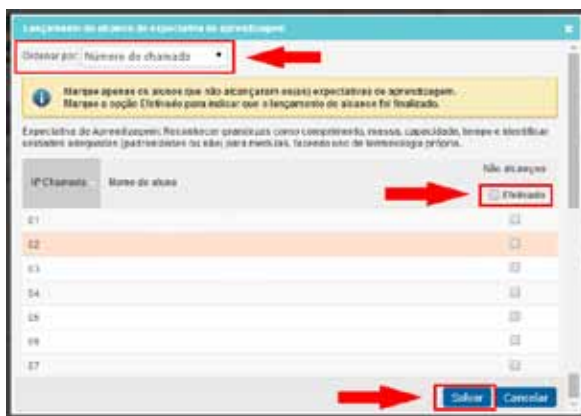 Lançamento do alcance de expectativa de aprendizagem
Ordenar por: Número de chamada
Marque apenas os alunos que não alcançaram essa(s) expectativas de aprendizagem.
Marque a opção Efetivado para indicar que o lançamento do alcance foi finalizado.
Expectativa de Aprendizagem: Reconhecer grandezas como comprimento, massa, capacidade, tempo e identificar
unidades adequadas (padronizadas ou não) para medi-las, fazendo uso de terminologia própria.
Não alcançou
Nº Chamada Nome do aluno
Efetivado
01
02
03
04
05
06
07
Salvar Cancelar